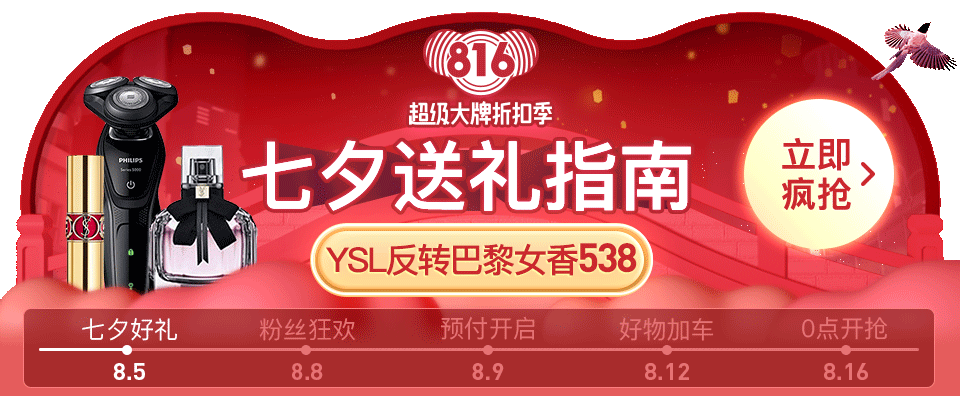 816
超级大牌折扣季
七夕送礼指南
立即
疯抢
YSL反转巴黎女香538
PHILIPS
Series 5000
七夕好礼
粉丝狂欢
预付开启
好物加车
0点开抢
8.5
8.8
8.9
8.12
8.16